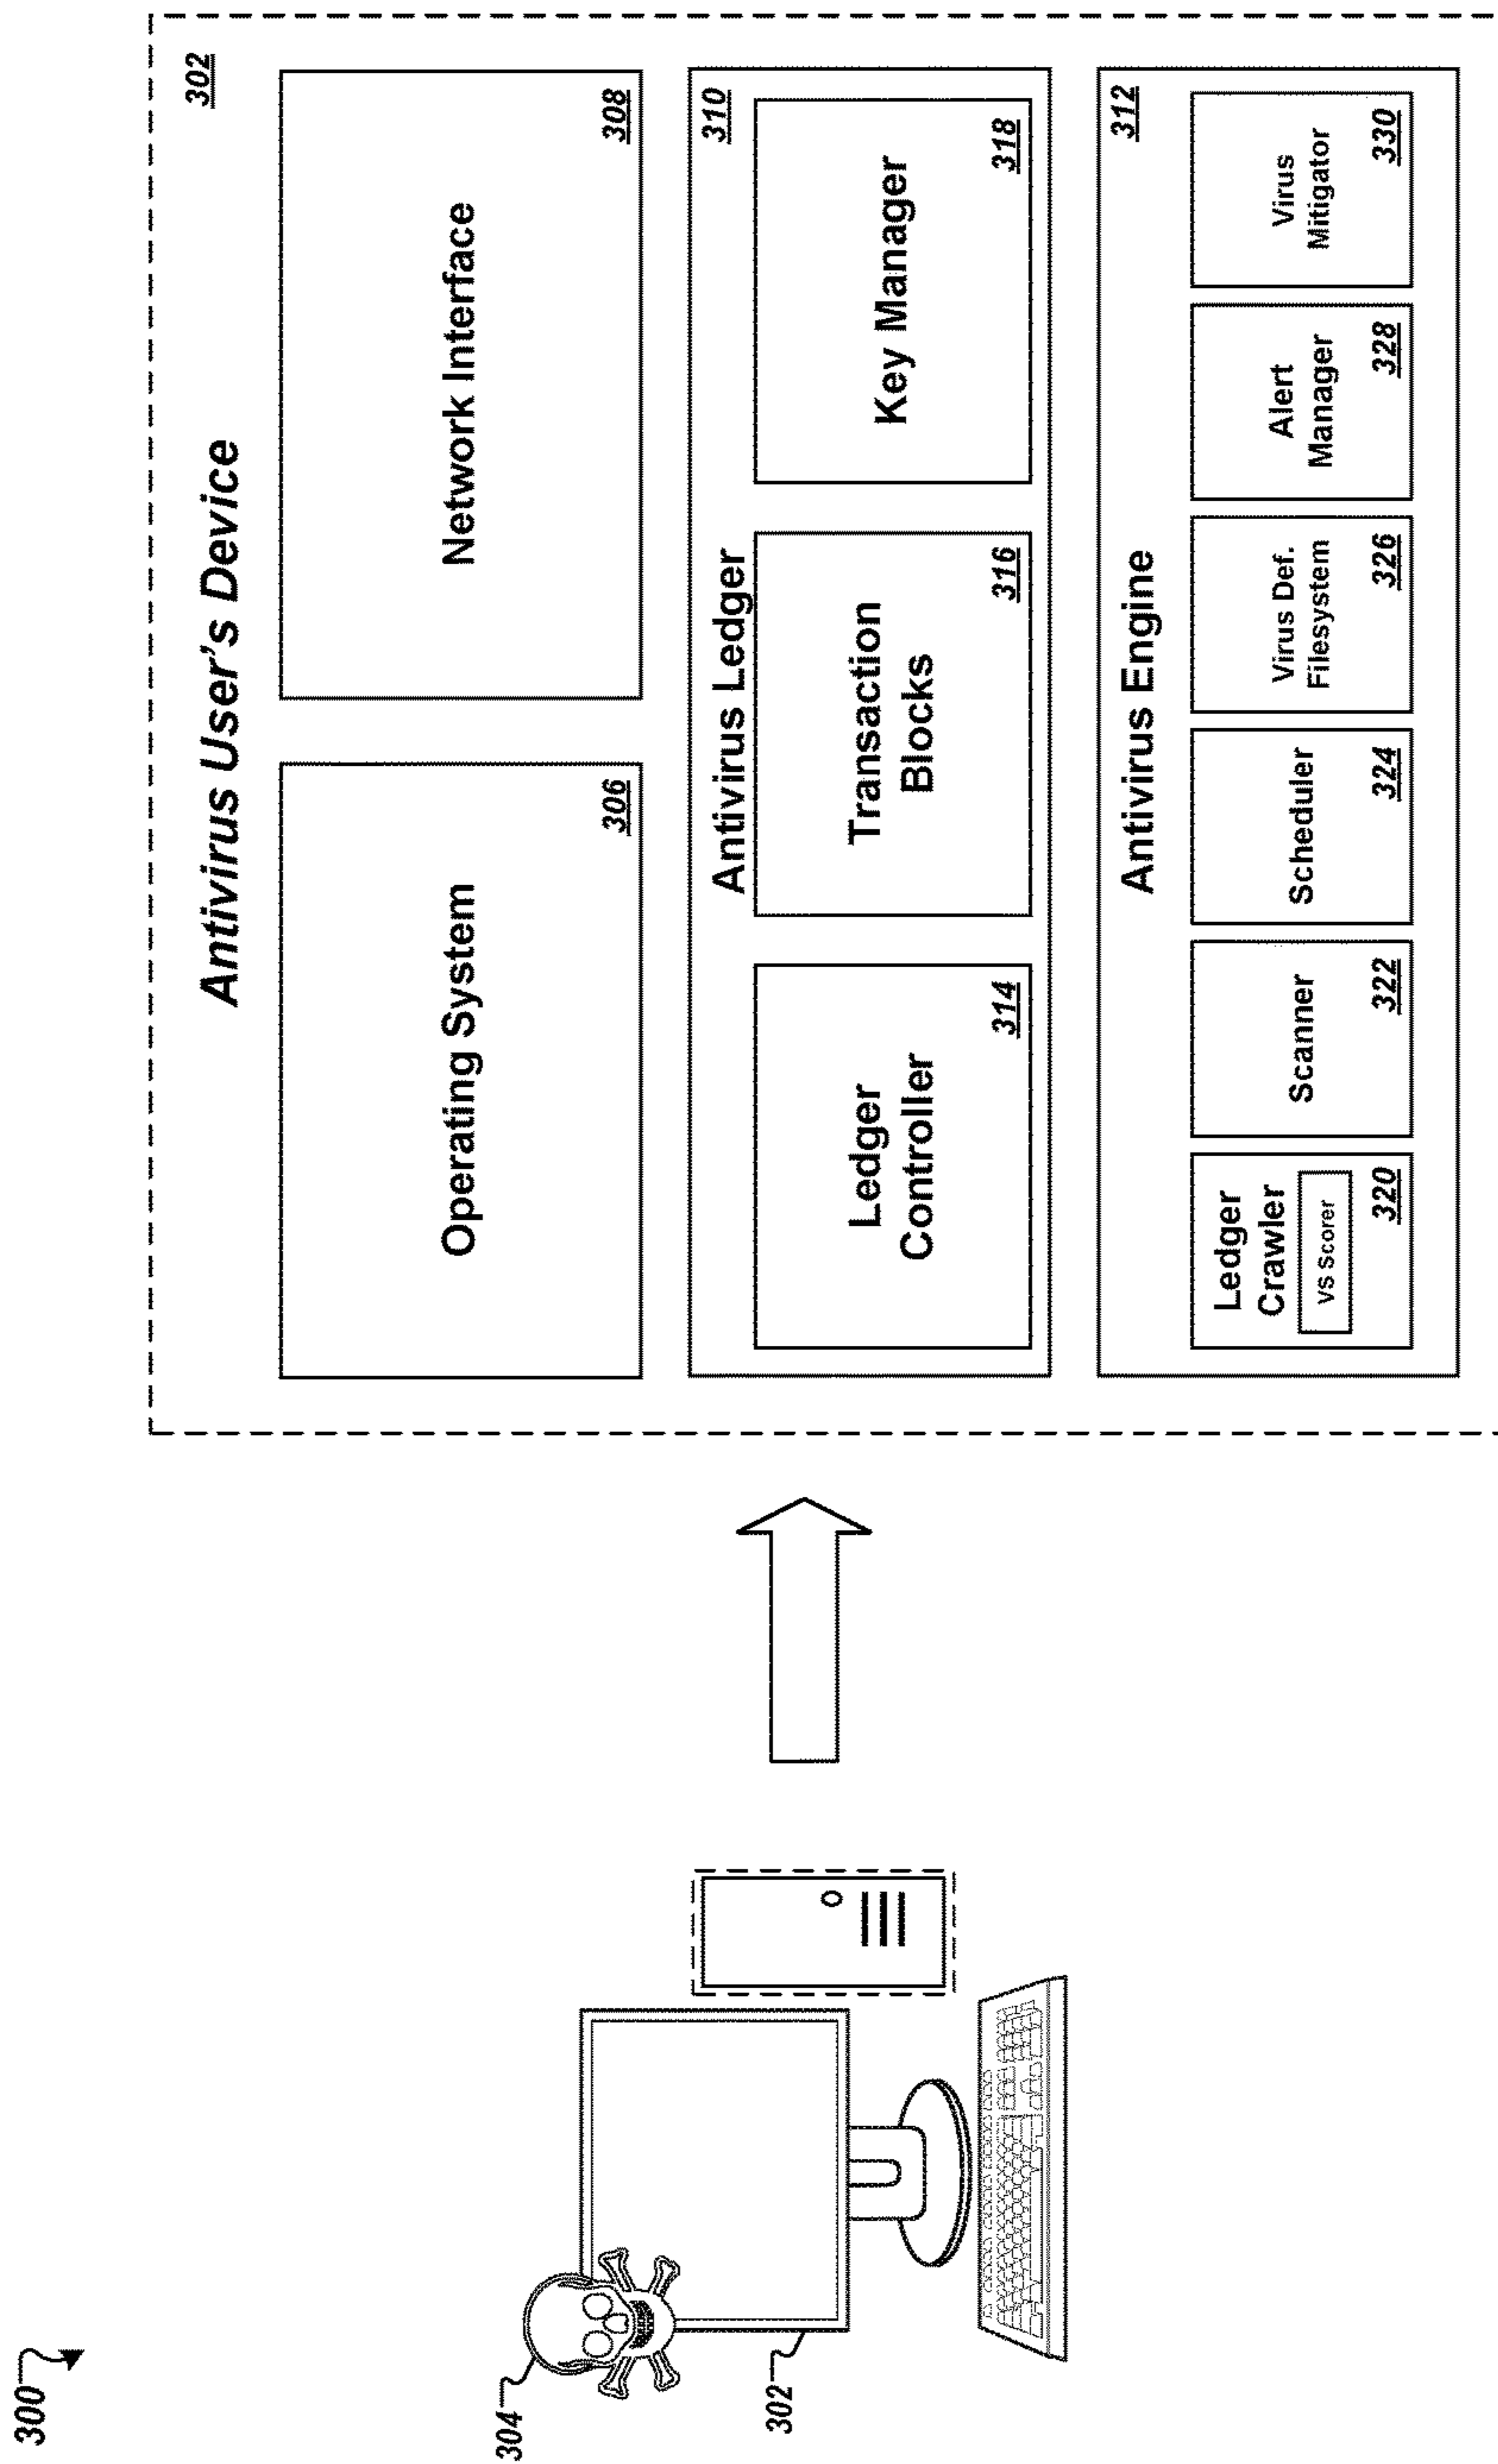 300
304
302
Antivirus User's Device
302
Operating System
306
Network Interface
308
Antivirus Ledger
310
Ledger
Controller
314
Transaction
Blocks
316
Key Manager
318
Antivirus Engine
312
Ledger
Crawler
VS Scorer
320
Scanner
322
Scheduler
324
Virus Def.
Filesystem
326
Alert
Manager
328
Virus
Mitigator
330